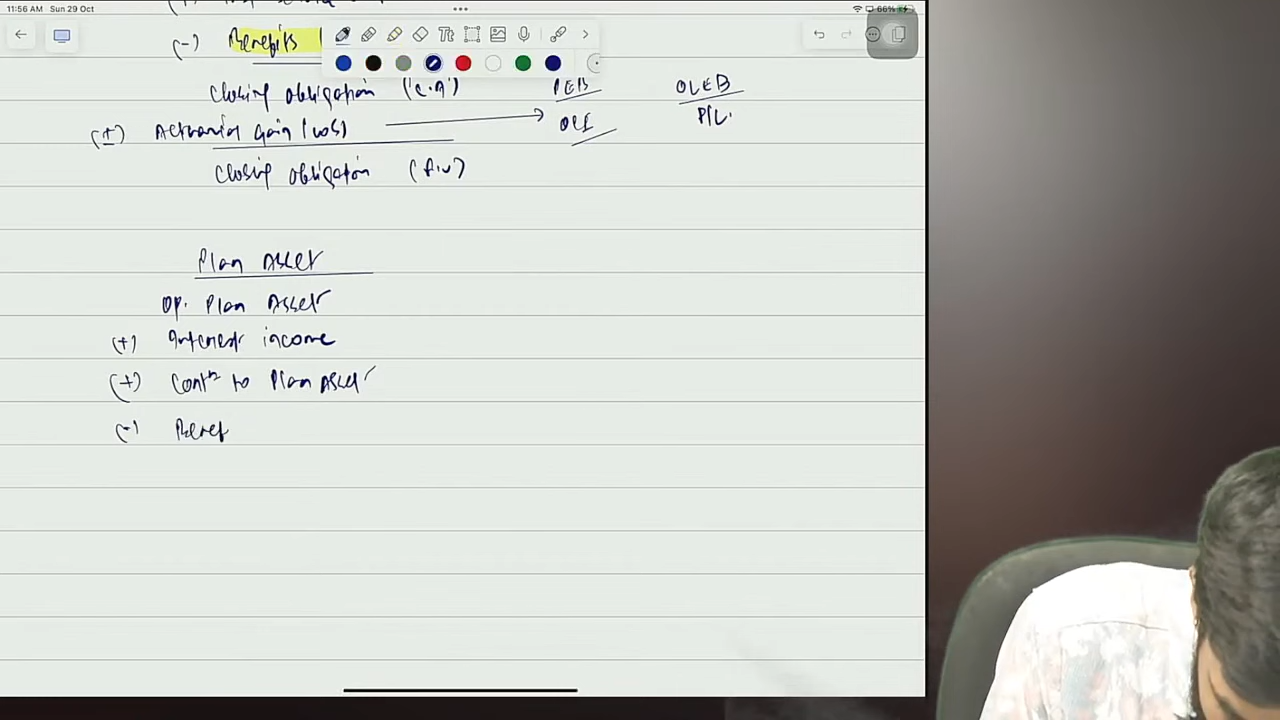 11:56 AM Sun 29 Oct 66%
(-) Benefits
Closing obligation ('C.A') PEB OLEB
(±) Actuarial gain/loss) OCI P/L.
Closing obligation (f.v)
Plan Asset
Op. Plan Asset
(+) Interest income
(+) Contn to Plan Asset
(-) Benef